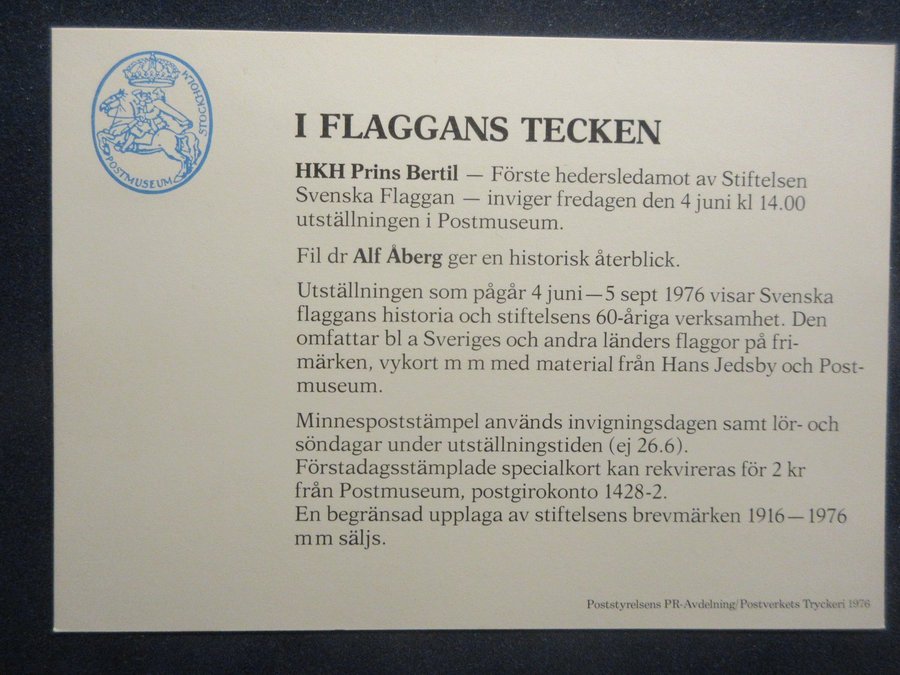 POSTMUSEUM STOCKHOLM
I FLAGGANS TECKEN
HKH Prins Bertil — Förste hedersledamot av Stiftelsen
Svenska Flaggan — inviger fredagen den 4 juni kl 14.00
utställningen i Postmuseum.
Fil dr Alf Åberg ger en historisk återblick.
Utställningen som pågår 4 juni—5 sept 1976 visar Svenska
flaggans historia och stiftelsens 60-åriga verksamhet. Den
omfattar bl a Sveriges och andra länders flaggor på fri-
märken, vykort m m med material från Hans Jedsby och Post-
museum.
Minnespoststämpel används invigningsdagen samt lör- och
söndagar under utställningstiden (ej 26.6).
Förstadagsstämplade specialkort kan rekvireras för 2 kr
från Postmuseum, postgirokonto 1428-2.
En begränsad upplaga av stiftelsens brevmärken 1916—1976
m m säljs.
Poststyrelsens PR-Avdelning/Postverkets Tryckeri 1976